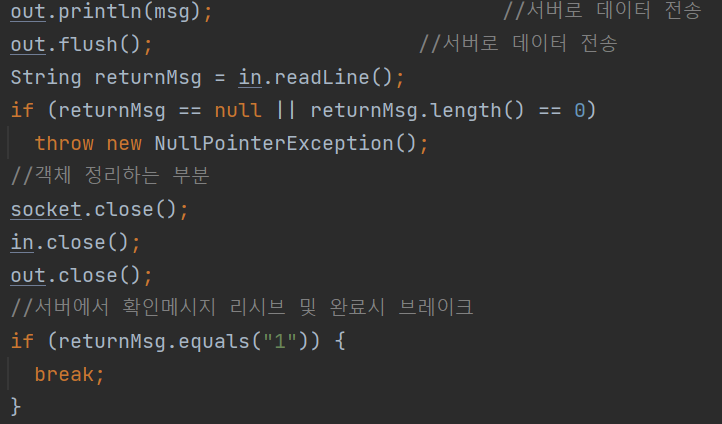 out.println(msg); //서버로 데이터 전송
out.flush(); //서버로 데이터 전송
String returnMsg = in.readLine();
if (returnMsg == null || returnMsg.length() == 0)
throw new NullPointerException();
//객체 정리하는 부분
socket.close();
in.close();
out.close();
//서버에서 확인메시지 리시브 및 완료시 브레이크
if (returnMsg.equals("1")) {
break;
}